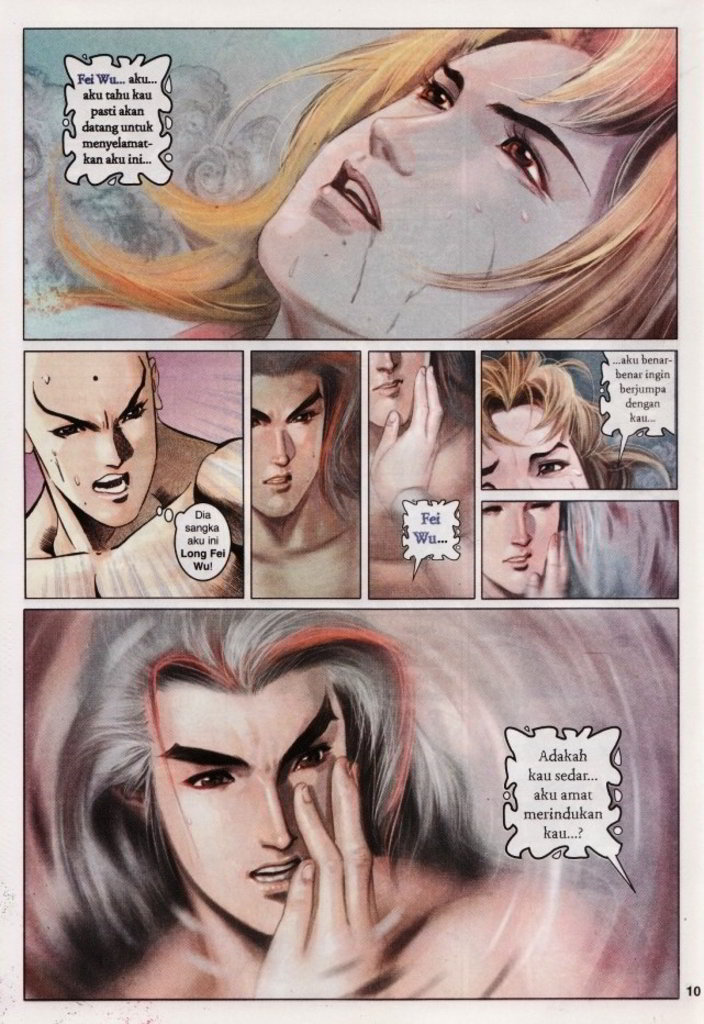 Fei Wu... aku...
aku tahu kau
pasti akan
datang untuk
menyelamat-
kan aku ini...
Dia
sangka
aku ini
Long Fei
Wu!
Fei
Wu...
...aku benar-
benar ingin
berjumpa
dengan
kau...
Adakah
kau sedar...
aku amat
merindukan
kau...?
10